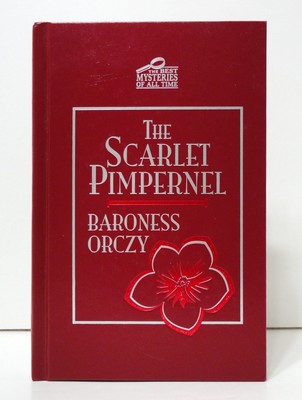 THE BEST
MYSTERIES
OF ALL TIME
THE
SCARLET
PIMPERNEL
BARONESS
ORCZY